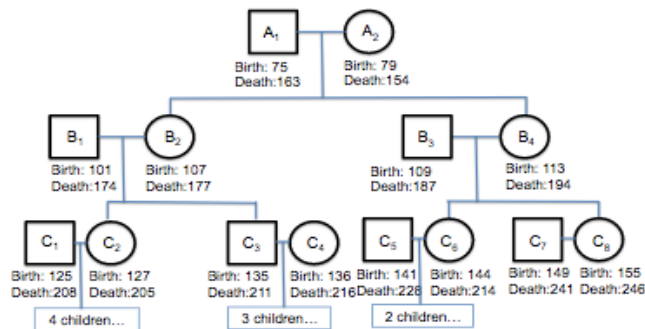 A1
A2
Birth: 75
Death:163
Birth: 79
Death:154
B1
B2
B3
B4
Birth: 101
Death:174
Birth: 107
Death:177
Birth: 109
Death:187
Birth: 113
Death:194
C1
C2
C3
C4
C5
C6
C7
C8
Birth: 125
Death:208
Birth: 127
Death:205
Birth: 135
Death:211
Birth: 136
Death:216
Birth: 141
Death:228
Birth: 144
Death:214
Birth: 149
Death:241
Birth: 155
Death:246
4 children...
3 children...
2 children...